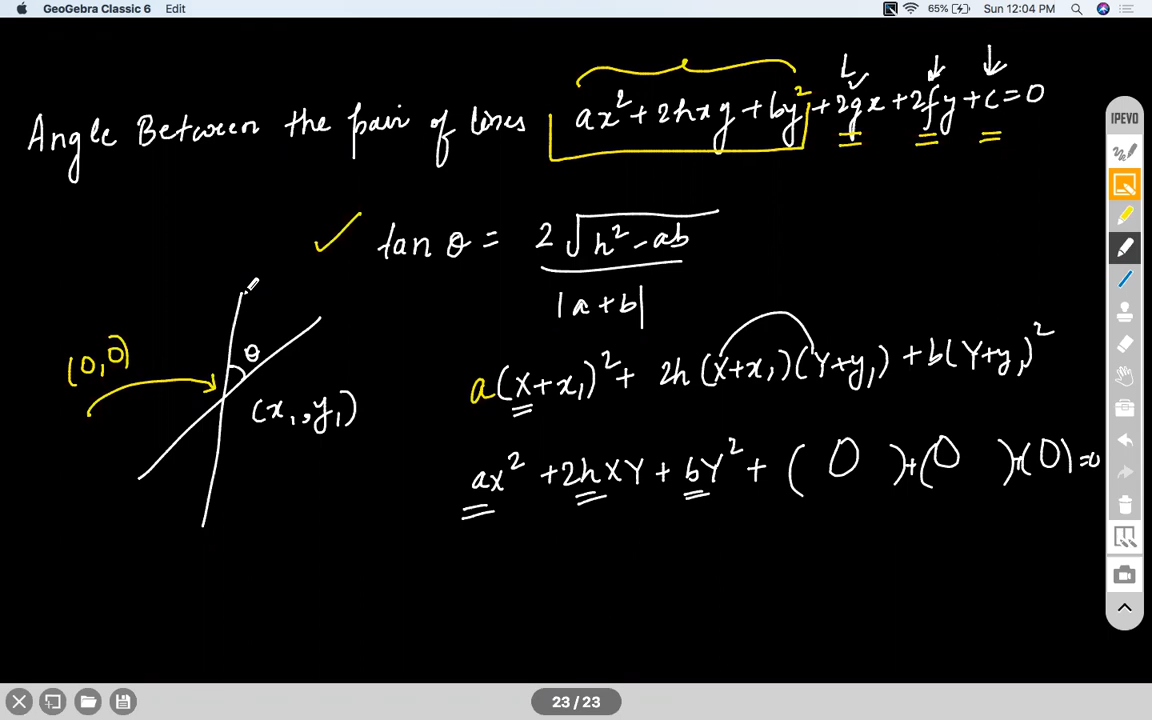 GeoGebra Classic 6 Edit 65% Sun 12:04 PM
Angle Between the pair of lines ax² + 2hxy + by² + 2gx + 2fy + c = 0
IPEVO
tan θ = 2√(h² - ab)
|a + b|
(0,0)
θ
a(X+x₁)² + 2h(X+x₁)(Y+y₁) + b(Y+y₁)²
(x₁, y₁)
ax² + 2hXY + bY² + ( 0 ) + ( 0 ) + (0) = 0
23 / 23